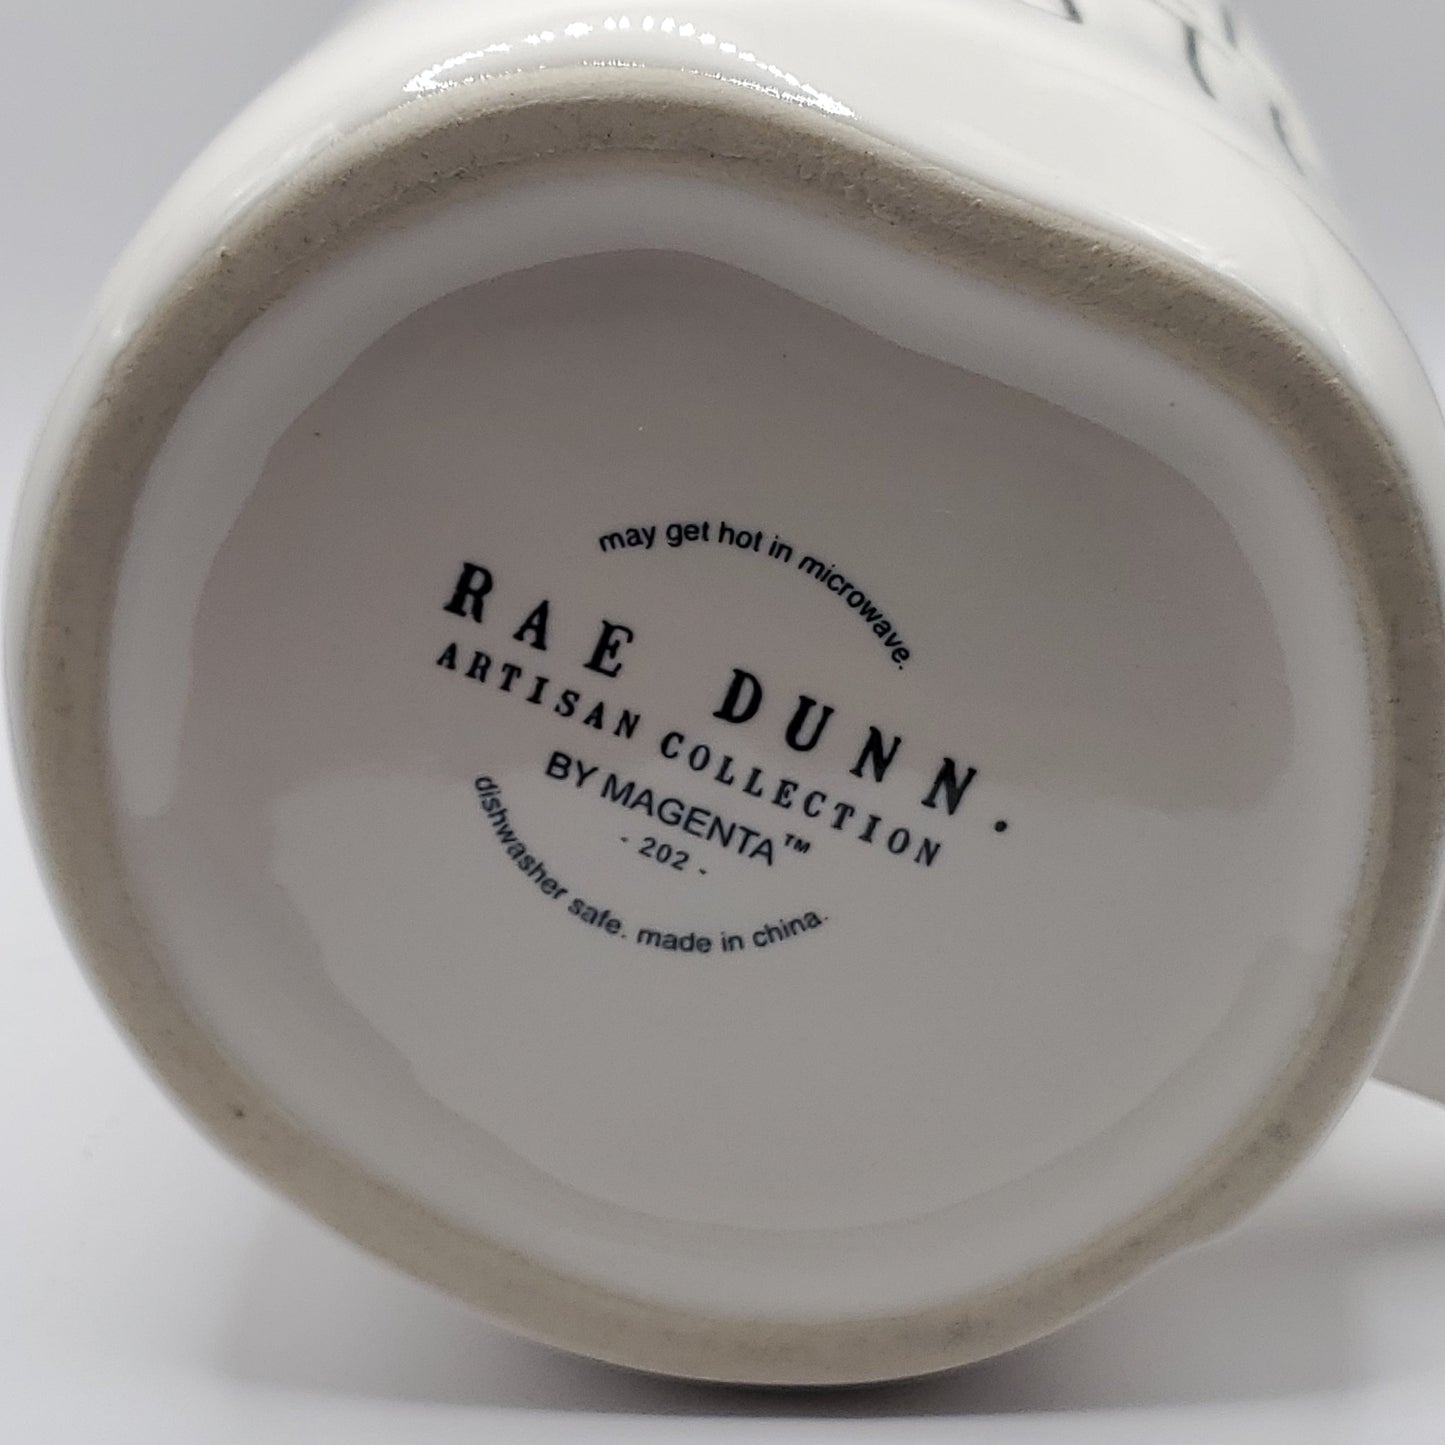 may get hot in microwave.
RAE DUNN.
ARTISAN COLLECTION
BY MAGENTA™
- 202 -
dishwasher safe. made in china.